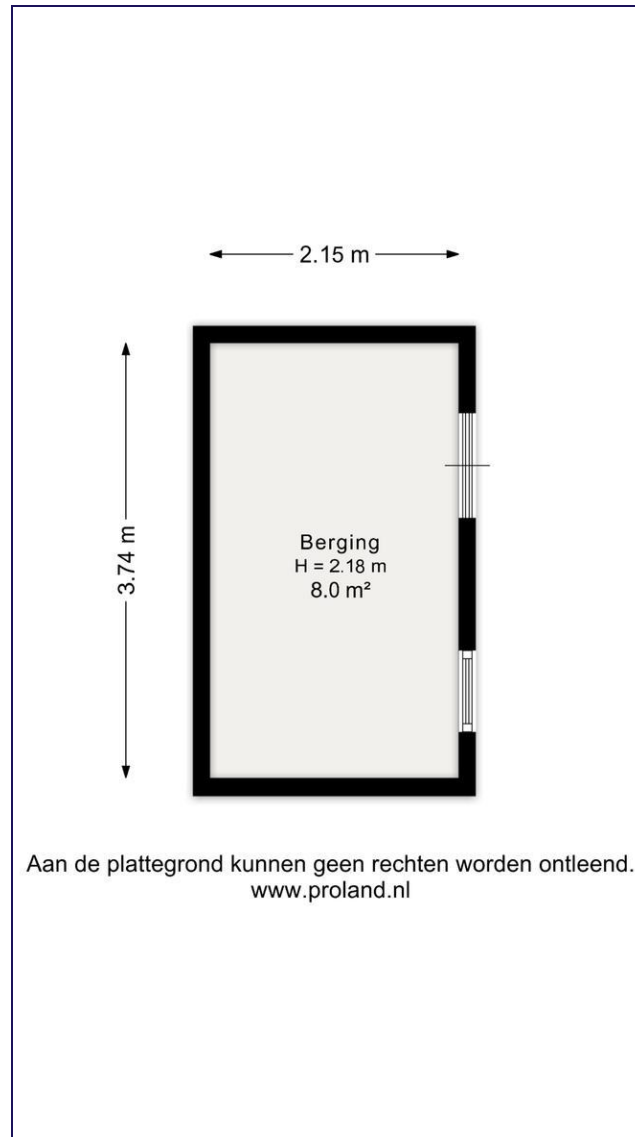 2.15 m
3.74 m
Berging
H = 2.18 m
8.0 m²
Aan de plattegrond kunnen geen rechten worden ontleend.
www.proland.nl